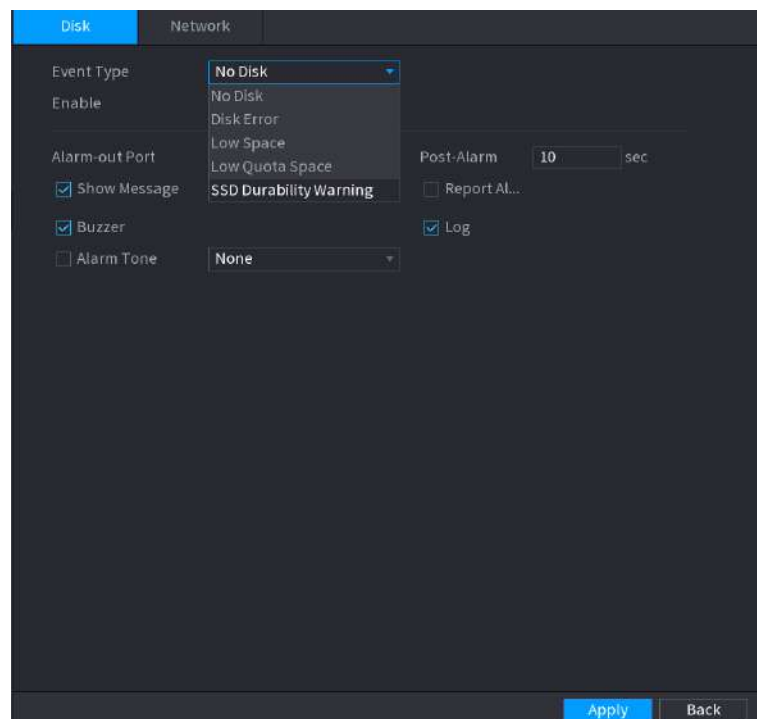 Disk Network
Event Type No Disk
No Disk
Enable
Disk Error
Low Space
Alarm-out Port Post-Alarm 10 sec
Low Quota Space
Show Message SSD Durability Warning Report Al...
Buzzer Log
Alarm Tone None
Apply Back